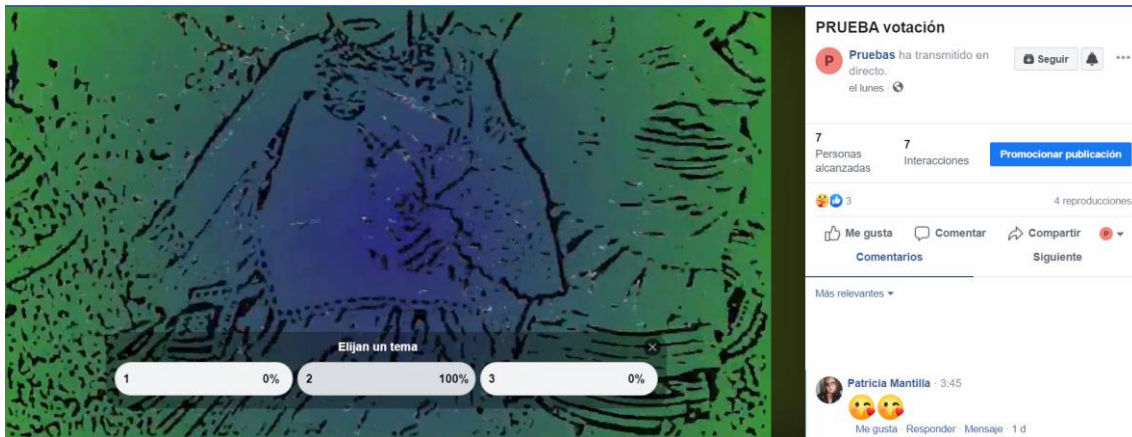 PRUEBA votación
P
Pruebas ha transmitido en
directo.
el lunes ·
Seguir
7
Personas
alcanzadas
7
Interacciones
Promocionar publicación
3
4 reproducciones
Me gusta
Comentar
Compartir
P
Comentarios
Siguiente
Más relevantes
Elijan un tema
1 0%
2 100%
3 0%
Patricia Mantilla · 3:45
Me gusta · Responder · Mensaje · 1 d